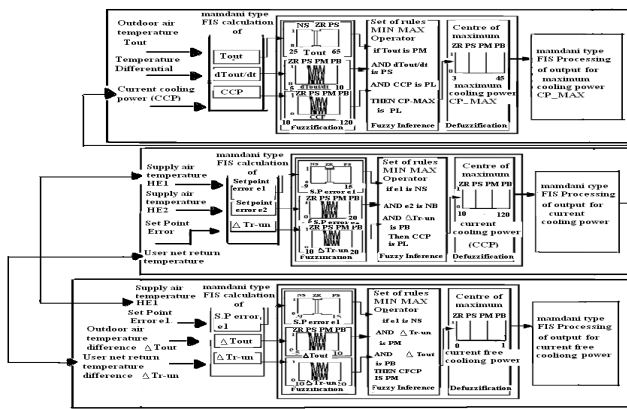 Outdoor air
temperature
Tout
Temperature
Differential
Current cooling
power (CCP)
mamdani type
FIS calculation
of
Tout
dTout/dt
CCP
NS ZR PS
25 Tout 65
ZR PS PM PB
5 dTout/dt 10
ZR PS PM PB
CCP
10 120
Fuzzification
Set of rules
MIN MAX
Operator
if Tout is PM
AND dTout/dt
is PS
AND CCP is PL
THEN CP-MAX
is PL
Fuzzy Inference
Centre of
maximum
ZR PS PM PB
3 45
maximum
cooling power
CP_MAX
Defuzzification
mamdani type
FIS Processing
of output for
maximum
cooling power
CP_MAX
Supply air
temperature
HE1
Supply air
temperature
HE2
Set Point
Error
User net return
temperature
mamdani type
FIS calculation
of
Setpoint
error e1
Setpoint
error e2
△ Tr-un
NS ZR PS
-9 15
S.P error e1
ZR PS PM PB
S.P error e2
ZR PS PM PB
10 △ Tr-un 20
Fuzzification
Set of rules
MIN MAX
Operator
if e1 is NS
AND e2 is NB
AND △ Tr-un
is PB
Then CCP
is PL
Fuzzy Inference
Centre of
maximum
ZR PS PM PB
10 120
current
cooling power
(CCP)
Defuzzification
mamdani type
FIS Processing
of output for
current
cooling power
Supply air
temperature
HE1
Set Point
Error e1
Outdoor air
temperature
difference △ Tout
User net return
temperature
difference △ Tr-un
mamdani type
FIS calculation
of
S.P error,
e1
△ Tout
△ Tr-un
NS ZR PS
S.P error e1
ZR PS PM PB
△ Tout
ZR PS PM PB
△ Tr-un
10 20
Fuzzification
Set of rules
MIN MAX
Operator
if e1 is NS
AND △ Tr-un
is PM
AND △ Tout
is PB
THEN CFCP
IS PM
Fuzzy Inference
Centre of
maximum
ZR PS PM PB
0 1
current free
cooliong power
Defuzzification
mamdani type
FIS Processing
of output for
current free
cooliong power